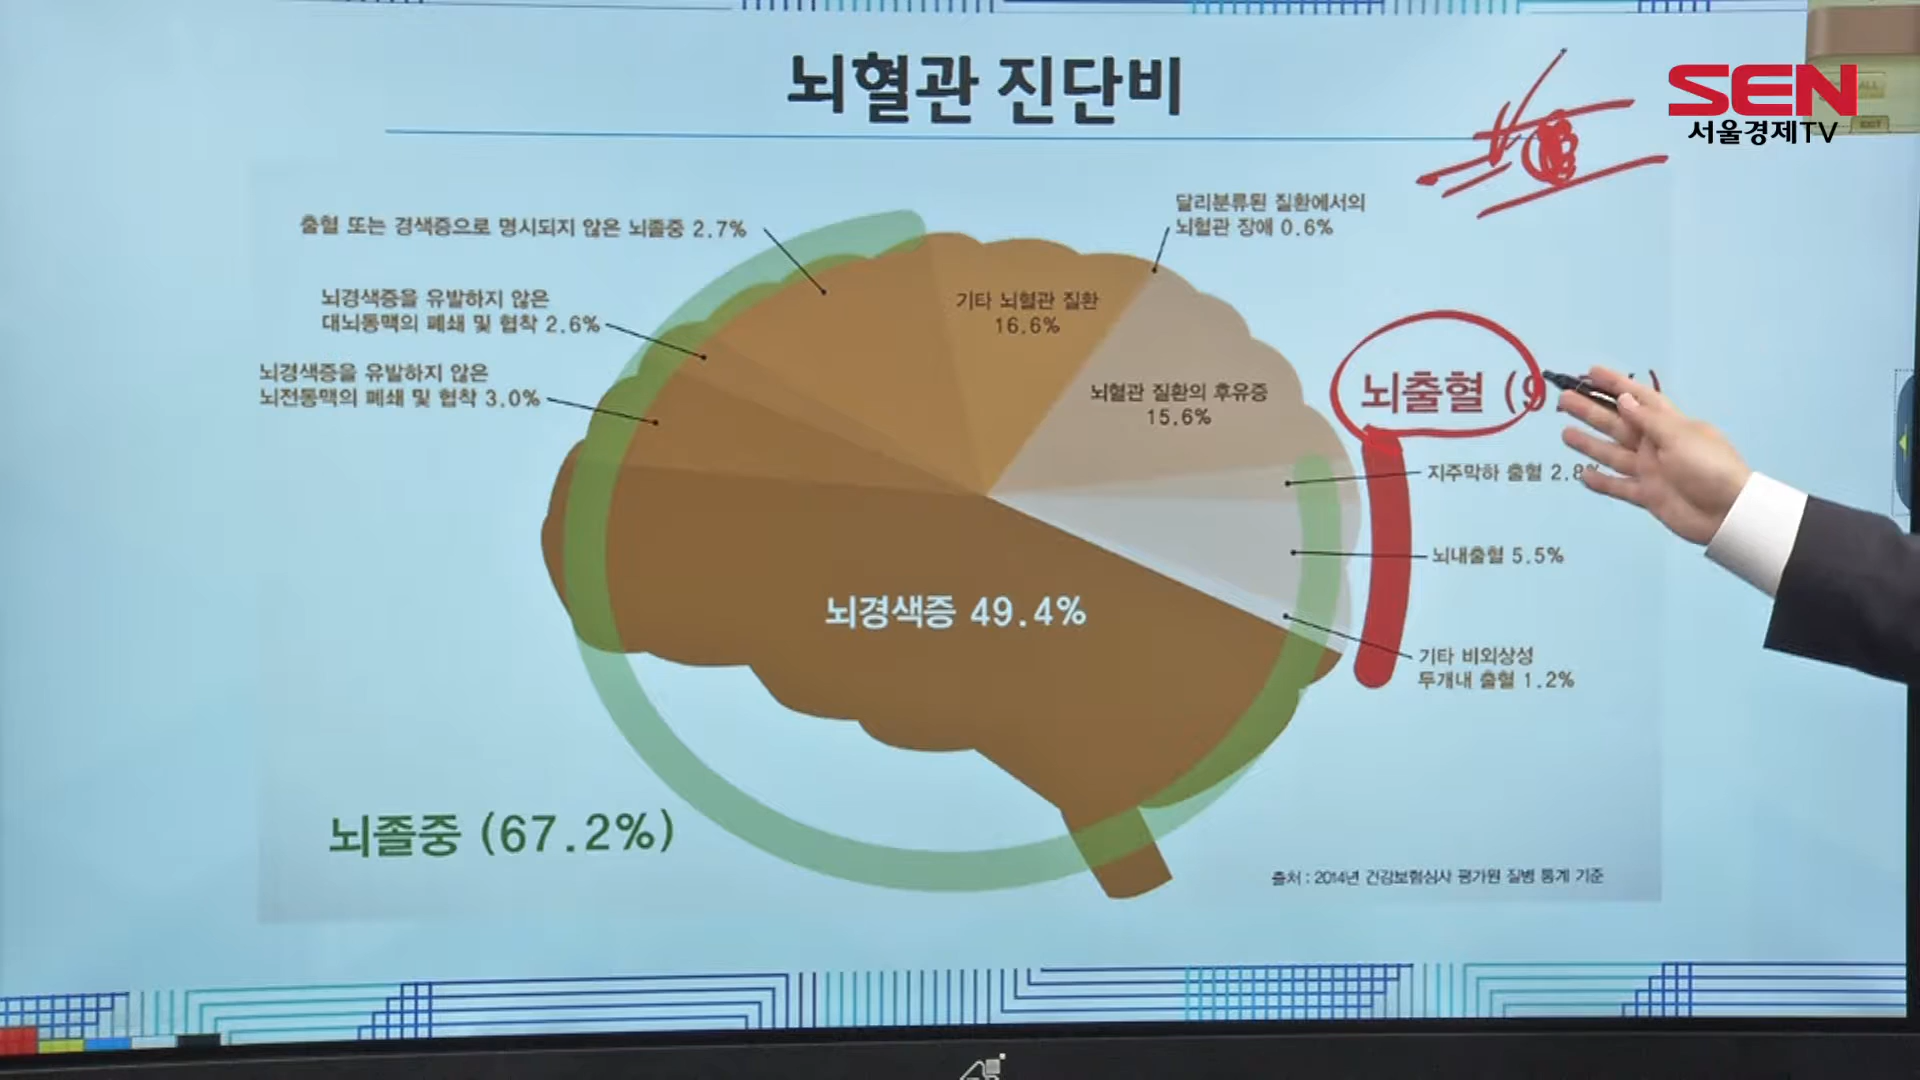 뇌혈관 진단비
SEN
서울경제TV
출혈 또는 경색증으로 명시되지 않은 뇌졸중 2.7%
달리분류된 질환에서의
뇌혈관 장애 0.6%
뇌경색증을 유발하지 않은
대뇌동맥의 폐쇄 및 협착 2.6%
기타 뇌혈관 질환
16.6%
뇌경색증을 유발하지 않은
뇌전동맥의 폐쇄 및 협착 3.0%
뇌혈관 질환의 후유증
15.6%
뇌출혈
지주막하 출혈 2.8%
뇌내출혈 5.5%
뇌경색증 49.4%
기타 비외상성
두개내 출혈 1.2%
뇌졸중 (67.2%)
출처 : 2014년 건강보험심사 평가원 질병 통계 기준